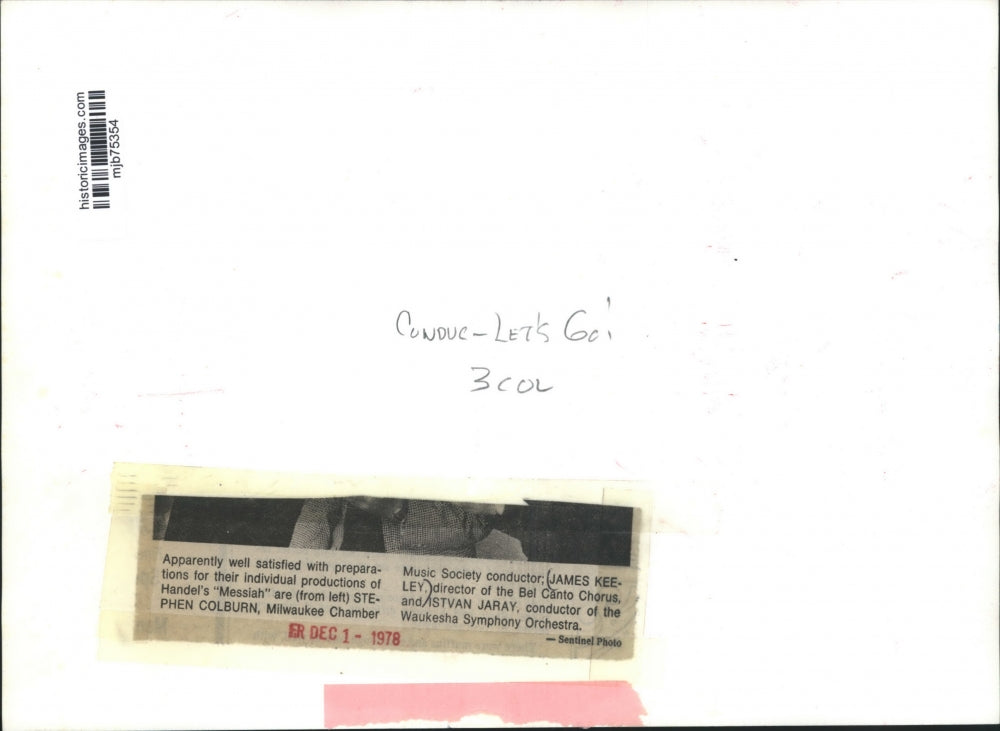 historicimages.com
mjb75354
CONDUC-LET'S GO!
3 COL
Apparently well satisfied with prepara-
tions for their individual productions of
Handel's "Messiah" are (from left) STE-
PHEN COLBURN, Milwaukee Chamber
Music Society conductor; JAMES KEE-
LEY, director of the Bel Canto Chorus,
and ISTVAN JARAY, conductor of the
Waukesha Symphony Orchestra.
— Sentinel Photo
FR DEC 1 - 1978